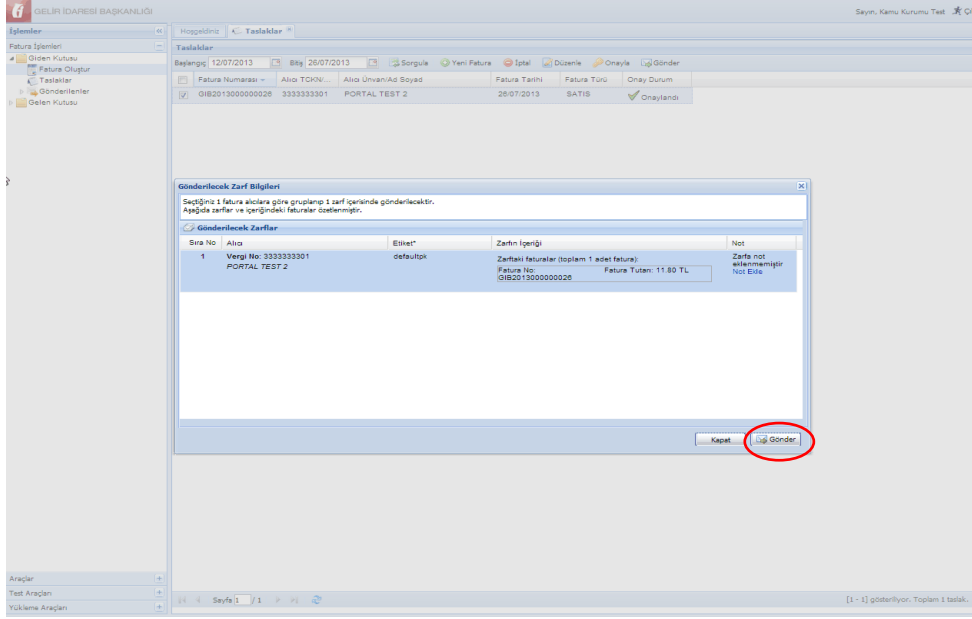 GELİR İDARESİ BAŞKANLIĞI
Sayın, Kamu Kurumu Test
İşlemler
Hoşgeldiniz Taslaklar
Fatura İşlemleri
Giden Kutusu
Fatura Oluştur
Taslaklar
Gönderilenler
Gelen Kutusu
Taslaklar
Başlangıç 12/07/2013 Bitiş 26/07/2013 Sorgula Yeni Fatura İptal Düzenle Onayla Gönder
Fatura Numarası Alıcı TCKN/... Alıcı Ünvan/Ad Soyad Fatura Tarihi Fatura Türü Onay Durum
GIB2013000000026 3333333301 PORTAL TEST 2 26/07/2013 SATIS Onaylandı
Gönderilecek Zarf Bilgileri
Seçtiğiniz 1 fatura alıcılara göre gruplanıp 1 zarf içerisinde gönderilecektir.
Aşağıda zarflar ve içeriğindeki faturalar özetlenmiştir.
Gönderilecek Zarflar
Sıra No Alıcı Etiket* Zarfın İçeriği Not
1 Vergi No: 3333333301
PORTAL TEST 2
defaultpk
Zarftaki faturalar (toplam 1 adet fatura):
Fatura No: Fatura Tutarı: 11.80 TL
GIB2013000000026
Zarfa not
eklenmemiştir
Not Ekle
Kapat Gönder
Araçlar
Test Araçları
Yükleme Araçları
Sayfa 1 / 1
[1 - 1] gösteriliyor. Toplam 1 taslak.